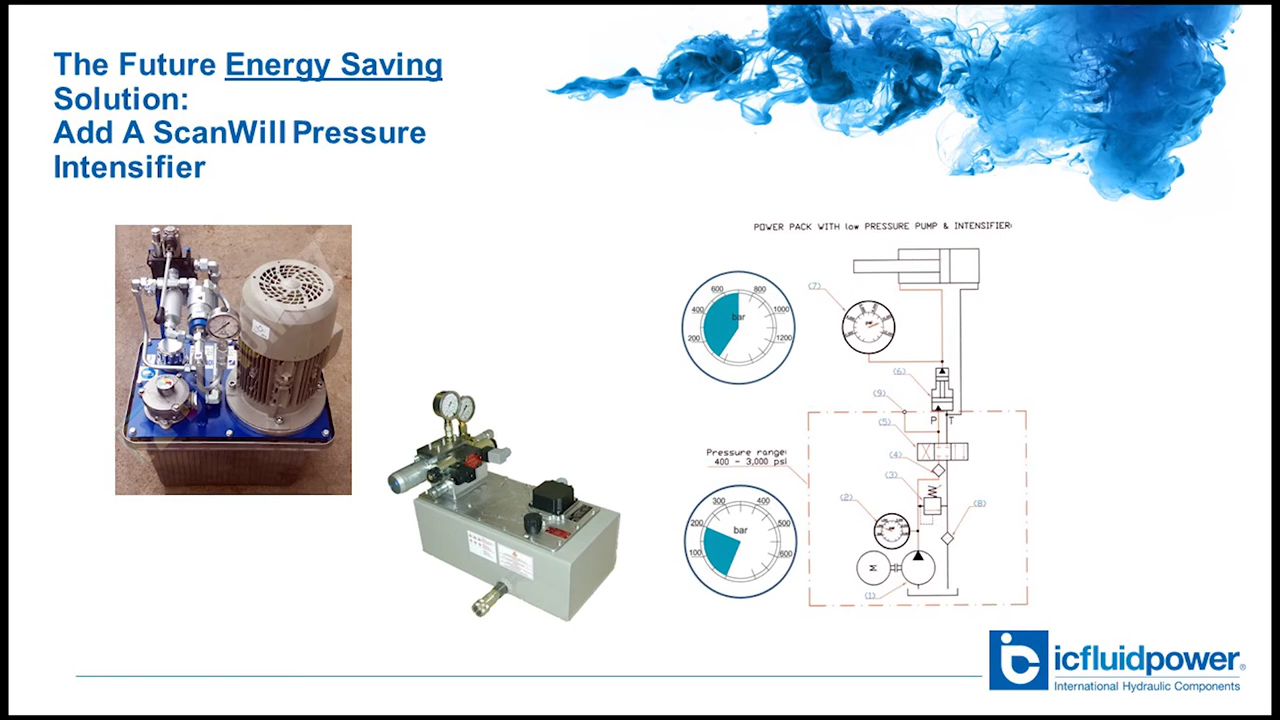 The Future Energy Saving
Solution:
Add A ScanWill Pressure
Intensifier
POWER PACK WITH low PRESSURE PUMP & INTENSIFIER:
600
800
400
bar
1000
200
1200
(7)
(6)
(9)
P T
(5)
(4)
(3)
(2)
(8)
M
(1)
Pressure range:
400 - 3,000 psi
300
400
200
bar
500
100
600
icfluidpower®
International Hydraulic Components